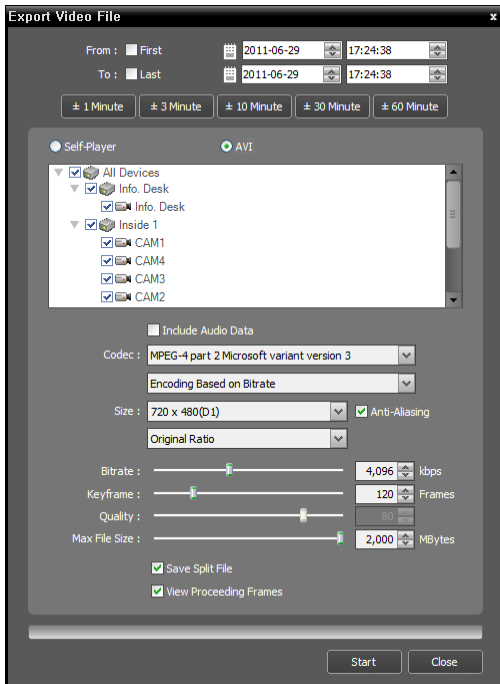 Export Video File x
From : First 2011-06-29 17:24:38
To : Last 2011-06-29 17:24:38
± 1 Minute ± 3 Minute ± 10 Minute ± 30 Minute ± 60 Minute
Self-Player AVI
All Devices
Info. Desk
Info. Desk
Inside 1
CAM1
CAM4
CAM3
CAM2
Include Audio Data
Codec : MPEG-4 part 2 Microsoft variant version 3
Encoding Based on Bitrate
Size : 720 x 480(D1) Anti-Aliasing
Original Ratio
Bitrate : 4,096 kbps
Keyframe : 120 Frames
Quality : 80
Max File Size : 2,000 MBytes
Save Split File
View Proceeding Frames
Start Close